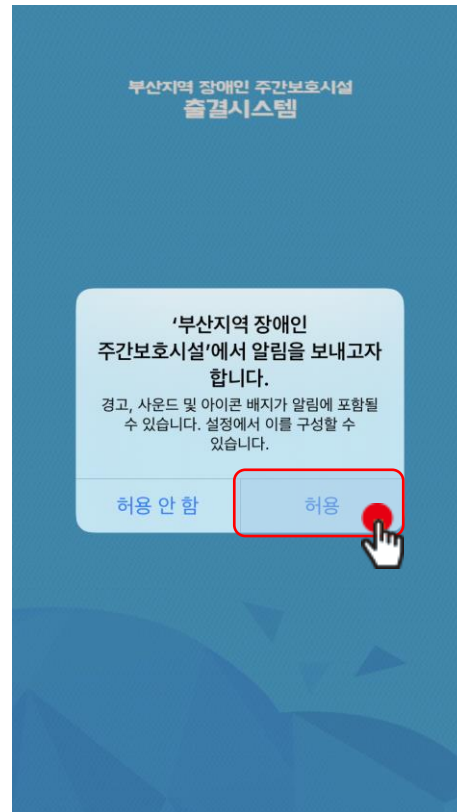 부산지역 장애인 주간보호시설
출결시스템
‘부산지역 장애인
주간보호시설’에서 알림을 보내고자
합니다.
경고, 사운드 및 아이콘 배지가 알림에 포함될
수 있습니다. 설정에서 이를 구성할 수
있습니다.
허용 안 함 허용